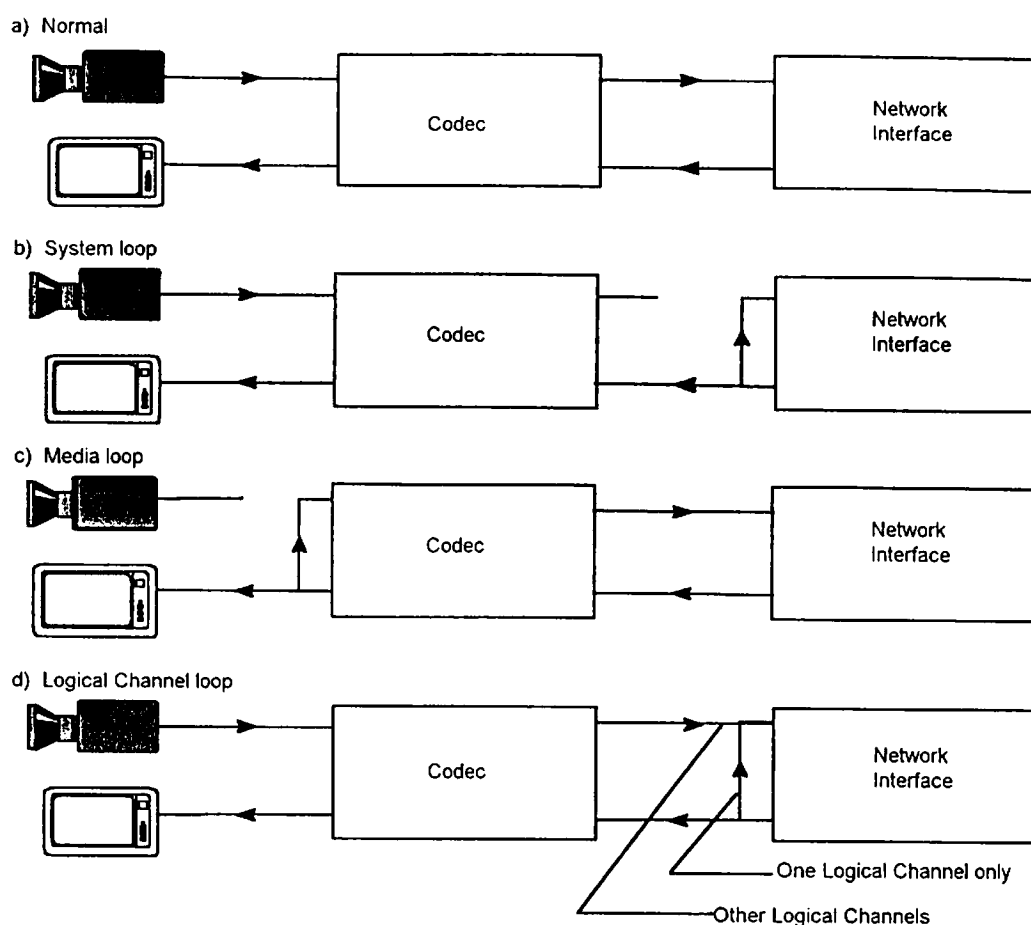 a) Normal
Codec
Network
Interface
b) System loop
Codec
Network
Interface
c) Media loop
Codec
Network
Interface
d) Logical Channel loop
Codec
Network
Interface
One Logical Channel only
Other Logical Channels